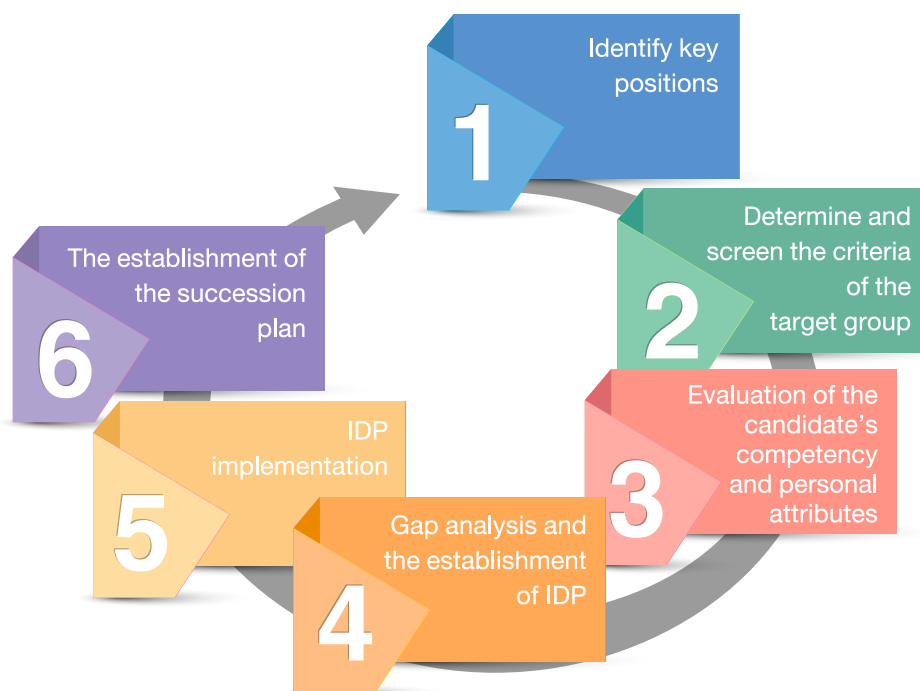 1
Identify key
positions
2
Determine and
screen the criteria
of the
target group
3
Evaluation of the
candidate’s
competency
and personal
attributes
4
Gap analysis and
the establishment
of IDP
5
IDP
implementation
6
The establishment of
the succession
plan